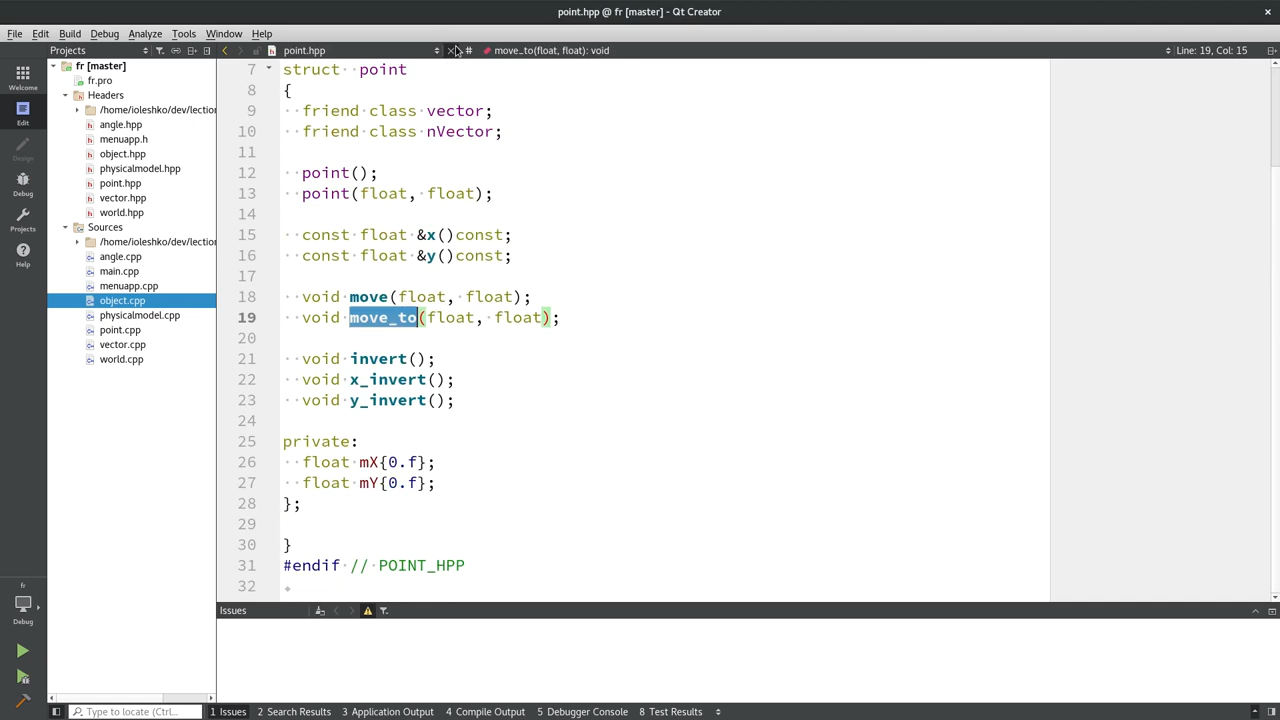 point.hpp @ fr [master] - Qt Creator
File Edit Build Debug Analyze Tools Window Help
Projects
point.hpp
#
move_to(float, float): void
Line: 19, Col: 15
Welcome
Edit
Design
Debug
Projects
Help
fr
Debug
fr [master]
fr.pro
Headers
/home/ioleshko/dev/lection
angle.hpp
menuapp.h
object.hpp
physicalmodel.hpp
point.hpp
vector.hpp
world.hpp
Sources
/home/ioleshko/dev/lection
angle.cpp
main.cpp
menuapp.cpp
object.cpp
physicalmodel.cpp
point.cpp
vector.cpp
world.cpp
7 struct point
8 {
9 friend class vector;
10 friend class nVector;
11
12 point();
13 point(float, float);
14
15 const float &x()const;
16 const float &y()const;
17
18 void move(float, float);
19 void move_to(float, float);
20
21 void invert();
22 void x_invert();
23 void y_invert();
24
25 private:
26 float mX{0.f};
27 float mY{0.f};
28 };
29
30 }
31 #endif // POINT_HPP
32
Issues
Type to locate (Ctrl...
1 Issues 2 Search Results 3 Application Output 4 Compile Output 5 Debugger Console 8 Test Results